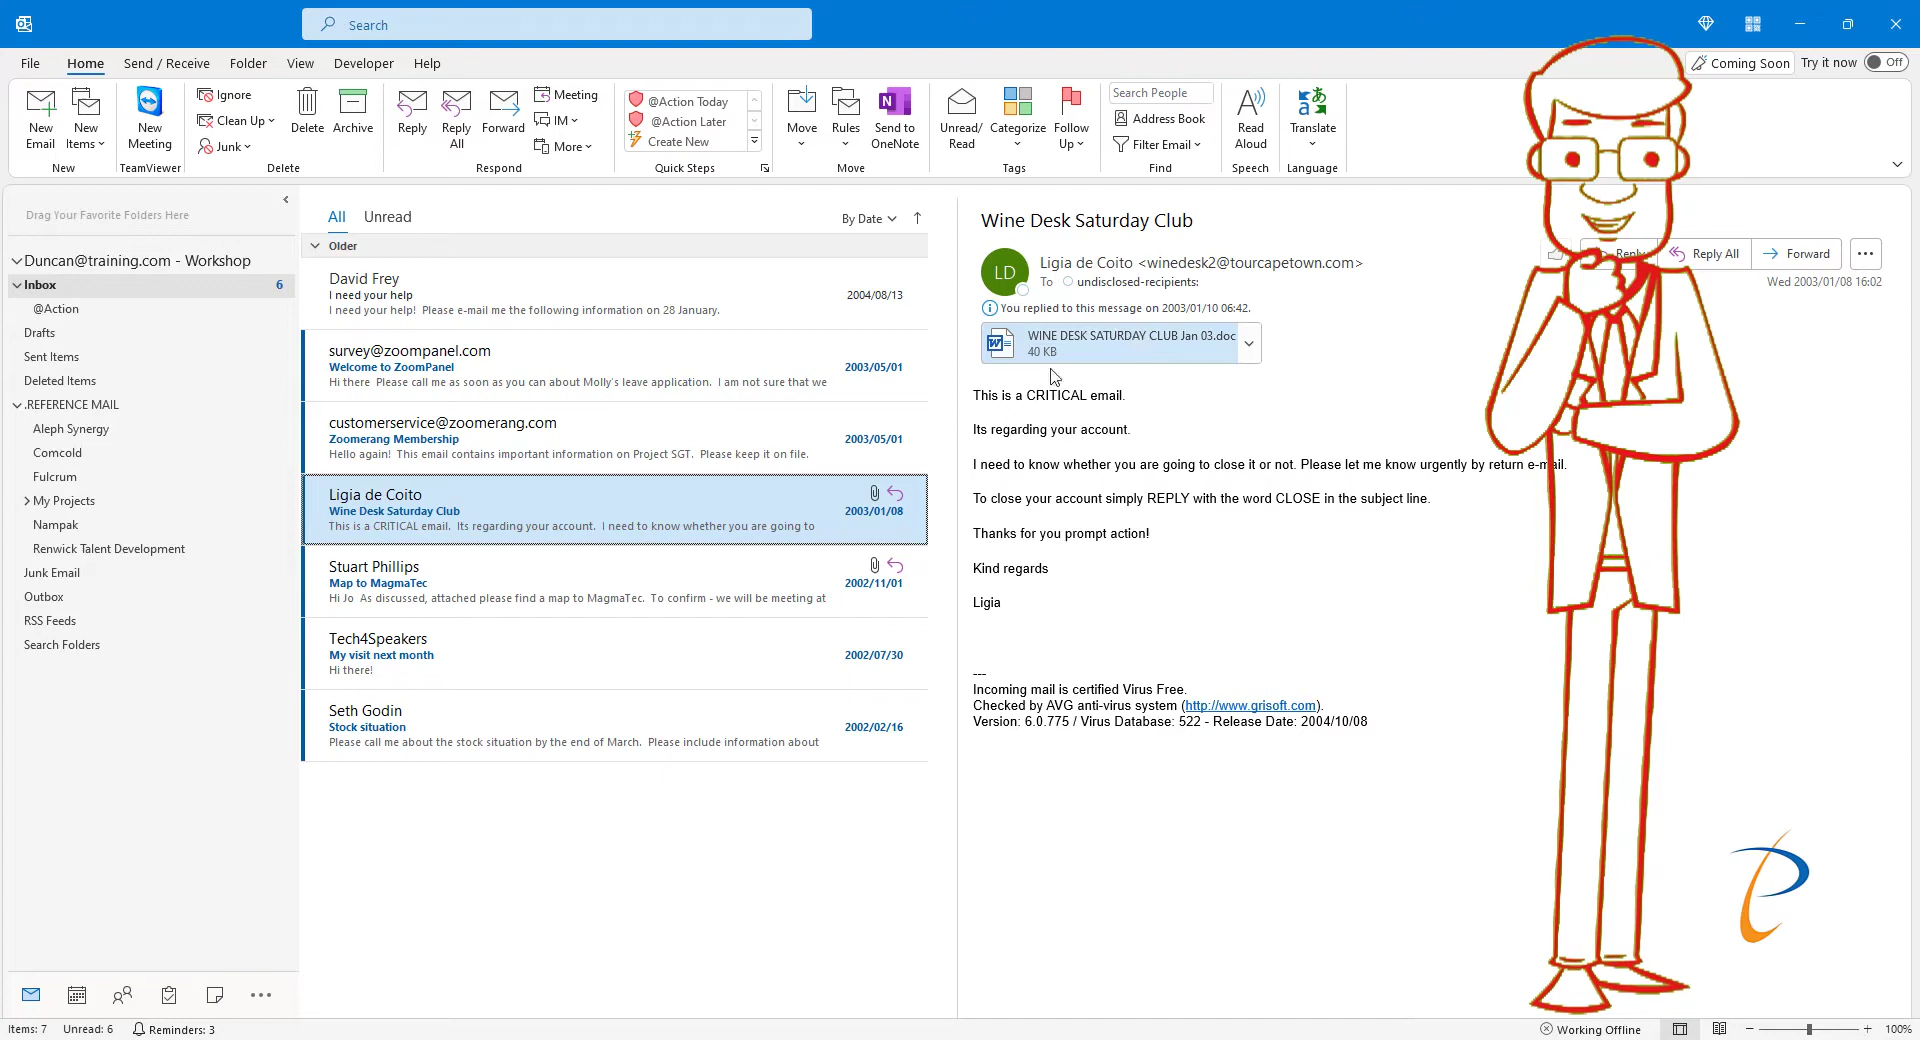 Search
File Home Send / Receive Folder View Developer Help
Coming Soon Try it now Off
New Email
New Items
New
New Meeting
TeamViewer
Ignore
Clean Up
Junk
Delete
Archive
Delete
Reply
Reply All
Forward
Meeting
IM
More
Respond
@Action Today
@Action Later
Create New
Quick Steps
Move
Rules
Send to OneNote
Move
Unread/ Read
Categorize
Follow Up
Tags
Search People
Address Book
Filter Email
Find
Read Aloud
Speech
Translate
Language
Drag Your Favorite Folders Here
Duncan@training.com - Workshop
Inbox 6
@Action
Drafts
Sent Items
Deleted Items
.REFERENCE MAIL
Aleph Synergy
Comcold
Fulcrum
My Projects
Nampak
Renwick Talent Development
Junk Email
Outbox
RSS Feeds
Search Folders
All Unread By Date
Older
David Frey
I need your help 2004/08/13
I need your help! Please e-mail me the following information on 28 January.
survey@zoompanel.com
Welcome to ZoomPanel 2003/05/01
Hi there Please call me as soon as you can about Molly's leave application. I am not sure that we
customerservice@zoomerang.com
Zoomerang Membership 2003/05/01
Hello again! This email contains important information on Project SGT. Please keep it on file.
Ligia de Coito
Wine Desk Saturday Club 2003/01/08
This is a CRITICAL email. Its regarding your account. I need to know whether you are going to
Stuart Phillips
Map to MagmaTec 2002/11/01
Hi Jo As discussed, attached please find a map to MagmaTec. To confirm - we will be meeting at
Tech4Speakers
My visit next month 2002/07/30
Hi there!
Seth Godin
Stock situation 2002/02/16
Please call me about the stock situation by the end of March. Please include information about
Wine Desk Saturday Club
LD
Ligia de Coito <winedesk2@tourcapetown.com>
To undisclosed-recipients:
Reply Reply All Forward
Wed 2003/01/08 16:02
You replied to this message on 2003/01/10 06:42.
WINE DESK SATURDAY CLUB Jan 03.doc
40 KB
This is a CRITICAL email.
Its regarding your account.
I need to know whether you are going to close it or not. Please let me know urgently by return e-mail.
To close your account simply REPLY with the word CLOSE in the subject line.
Thanks for you prompt action!
Kind regards
Ligia
---
Incoming mail is certified Virus Free.
Checked by AVG anti-virus system (http://www.grisoft.com).
Version: 6.0.775 / Virus Database: 522 - Release Date: 2004/10/08
Items: 7 Unread: 6 Reminders: 3
Working Offline 100%